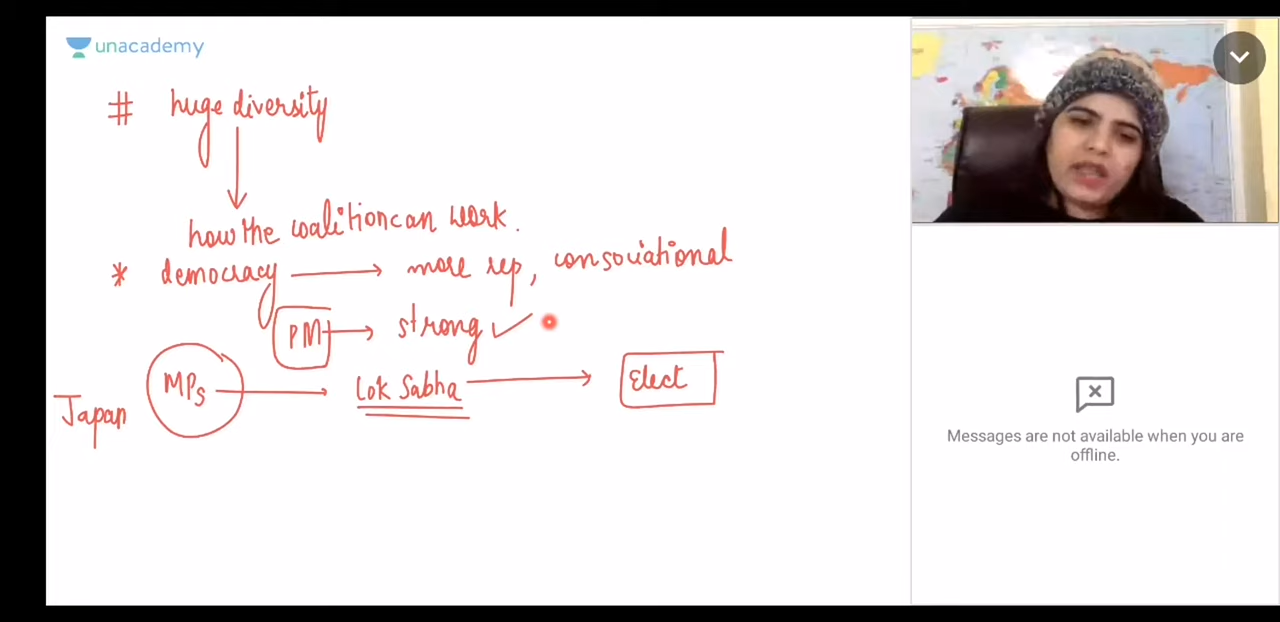 unacademy
# huge diversity
how the coalition can work.
* democracy → more rep, consociational
PM → strong ✓
MPs → Lok Sabha → Elect
Japan
Messages are not available when you are
offline.